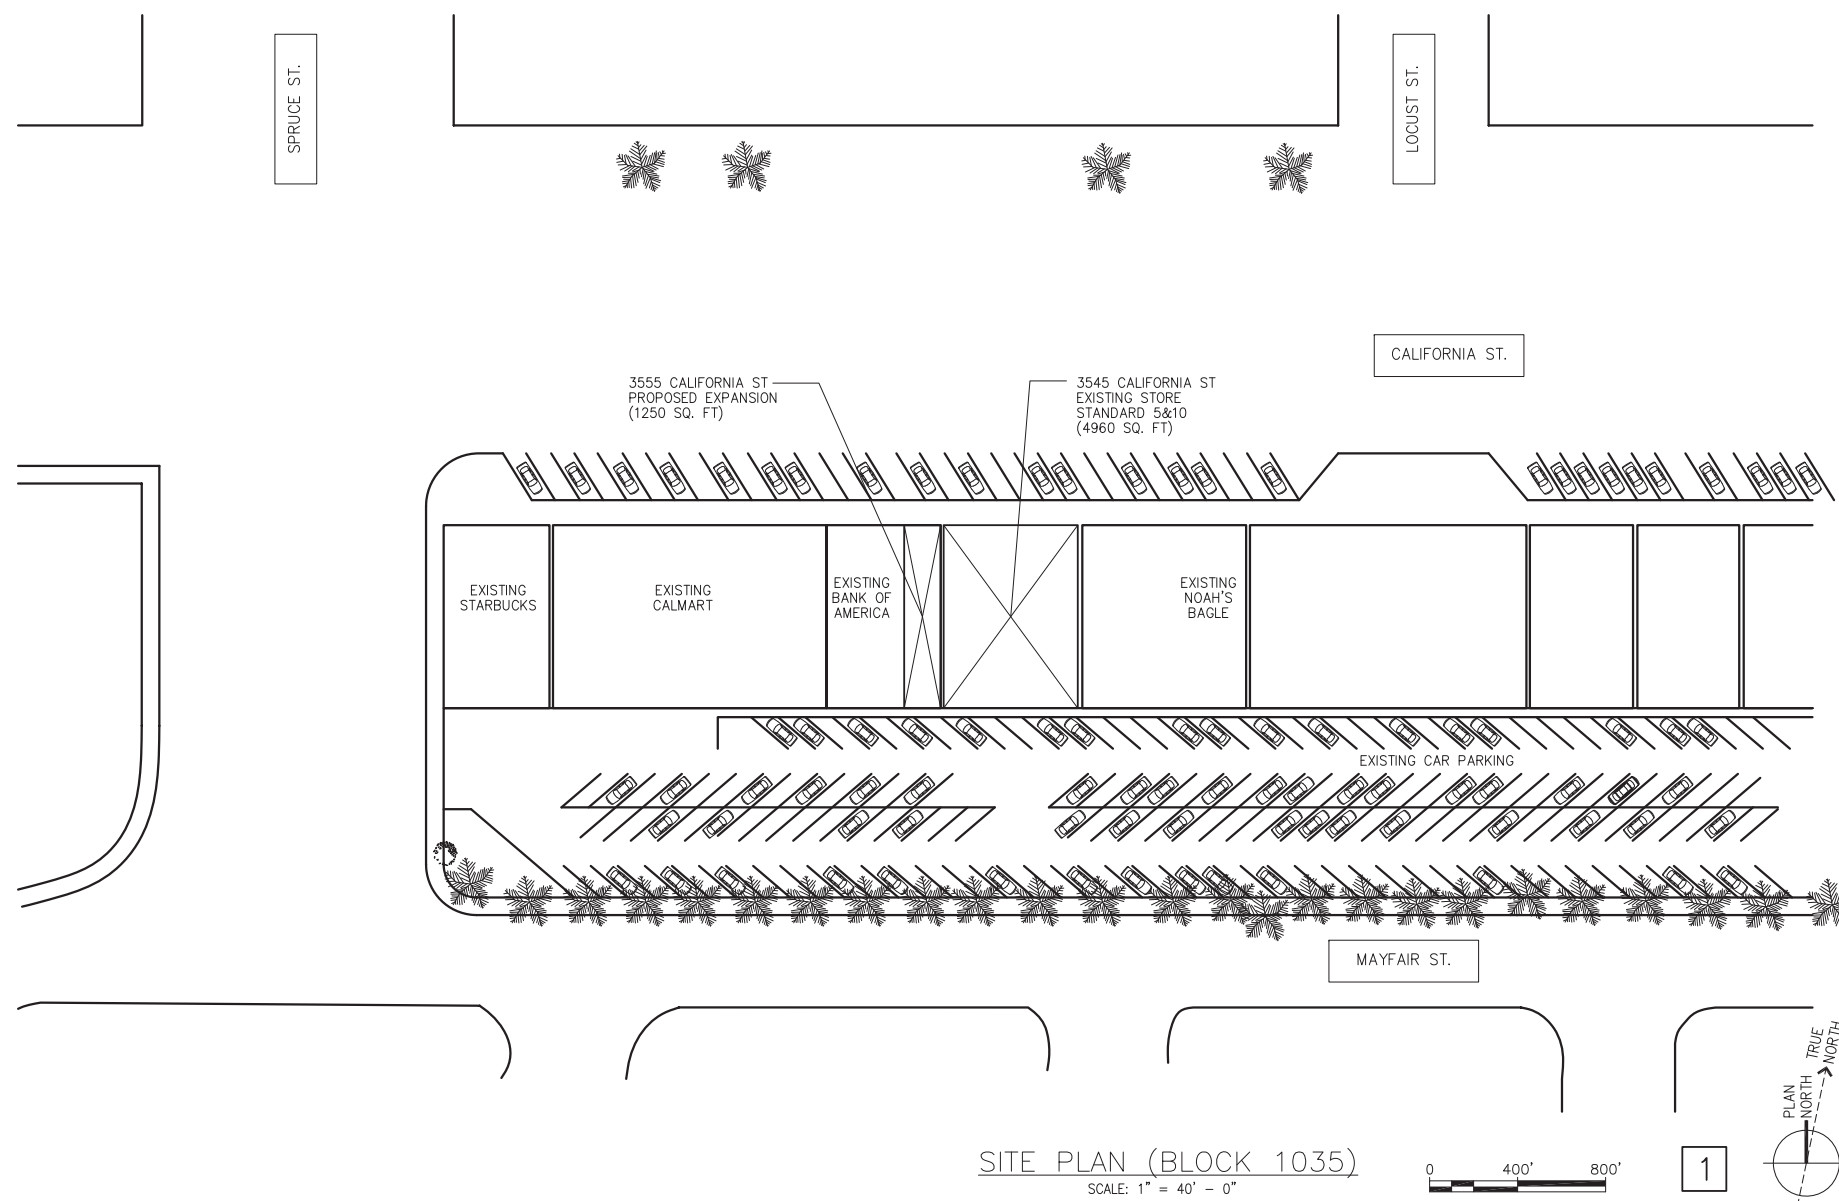 SPRUCE ST.
LOCUST ST.
CALIFORNIA ST.
3555 CALIFORNIA ST
PROPOSED EXPANSION
(1250 SQ. FT)
3545 CALIFORNIA ST
EXISTING STORE
STANDARD 5&10
(4960 SQ. FT)
EXISTING
STARBUCKS
EXISTING
CALMART
EXISTING
BANK OF
AMERICA
EXISTING
NOAH'S
BAGLE
EXISTING CAR PARKING
MAYFAIR ST.
SITE PLAN (BLOCK 1035)
SCALE: 1" = 40' - 0"
0 400' 800'
1
PLAN
NORTH
TRUE
NORTH